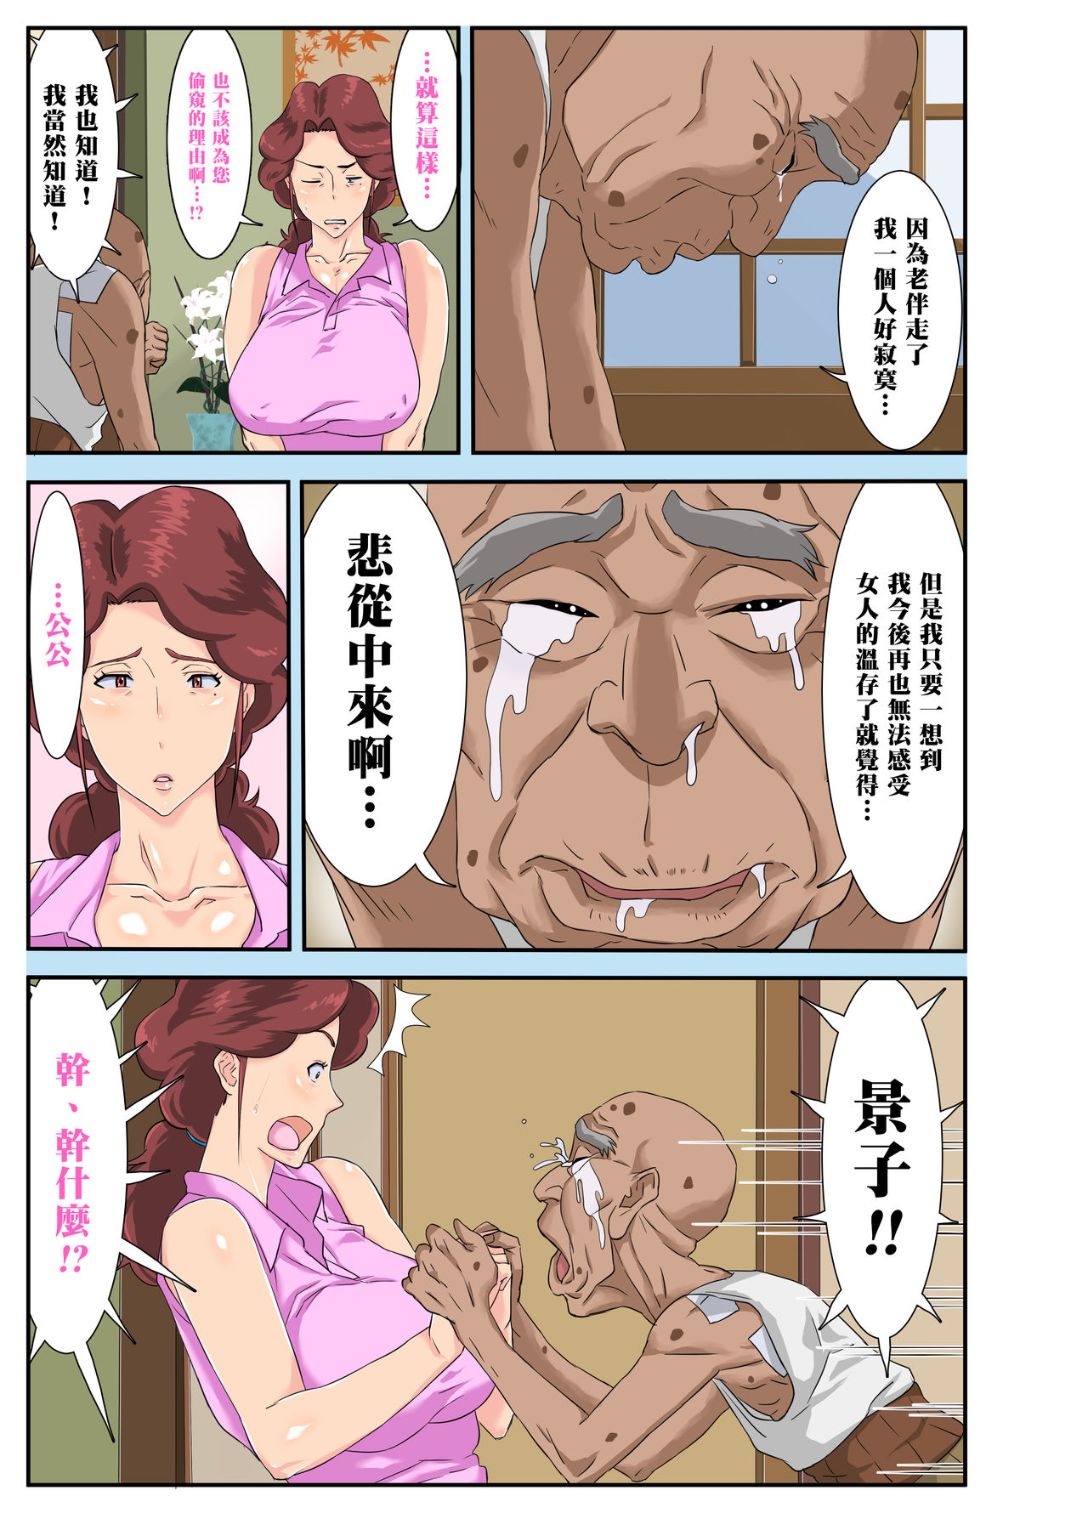 因為老伴走了
我一個人好寂寞…
…就算這樣…
也不該成為您
偷窺的理由啊…!?
我也知道！
我當然知道！
但是我只要一想到
我今後再也無法感受
女人的溫存了就覺得…
悲從中來啊…
…公公
景子!!
幹、幹什麼!?